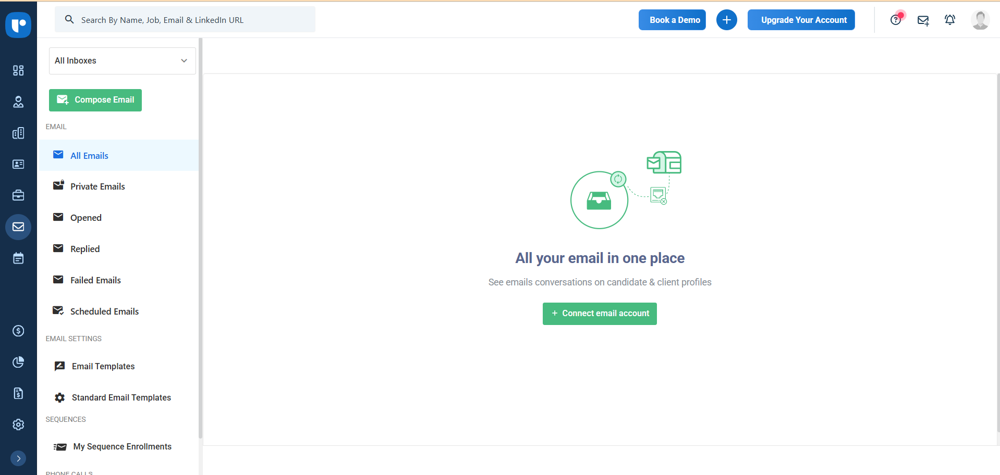 Search By Name, Job, Email & LinkedIn URL
Book a Demo
Upgrade Your Account
All Inboxes
Compose Email
EMAIL
All Emails
Private Emails
Opened
Replied
Failed Emails
Scheduled Emails
EMAIL SETTINGS
Email Templates
Standard Email Templates
SEQUENCES
My Sequence Enrollments
PHONE CALLS
All your email in one place
See emails conversations on candidate & client profiles
+ Connect email account